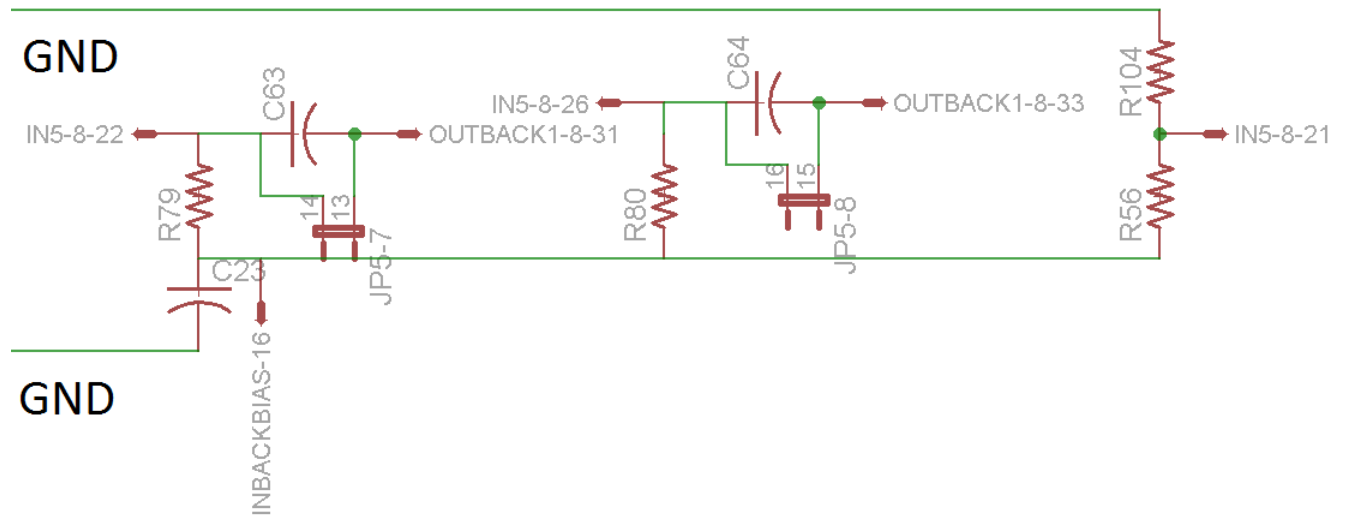 GND
C63
C64
R104
IN5-8-26
OUTBACK1-8-33
IN5-8-22
OUTBACK1-8-31
IN5-8-21
R79
14
13
JP5-7
R80
16
15
JP5-8
R56
C23
INBACKBIAS-16
GND